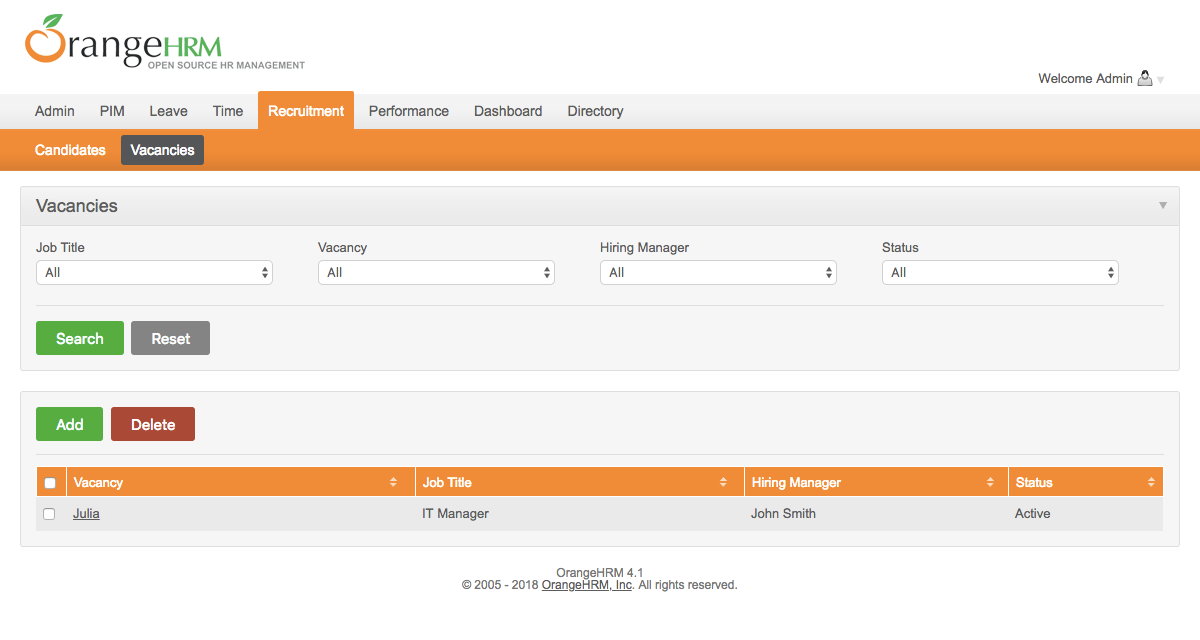 OrangeHRM
OPEN SOURCE HR MANAGEMENT
Welcome Admin
Admin PIM Leave Time Recruitment Performance Dashboard Directory
Candidates Vacancies
Vacancies
Job Title Vacancy Hiring Manager Status
All All All All
Search Reset
Add Delete
Vacancy Job Title Hiring Manager Status
Julia IT Manager John Smith Active
OrangeHRM 4.1
© 2005 - 2018 OrangeHRM, Inc. All rights reserved.